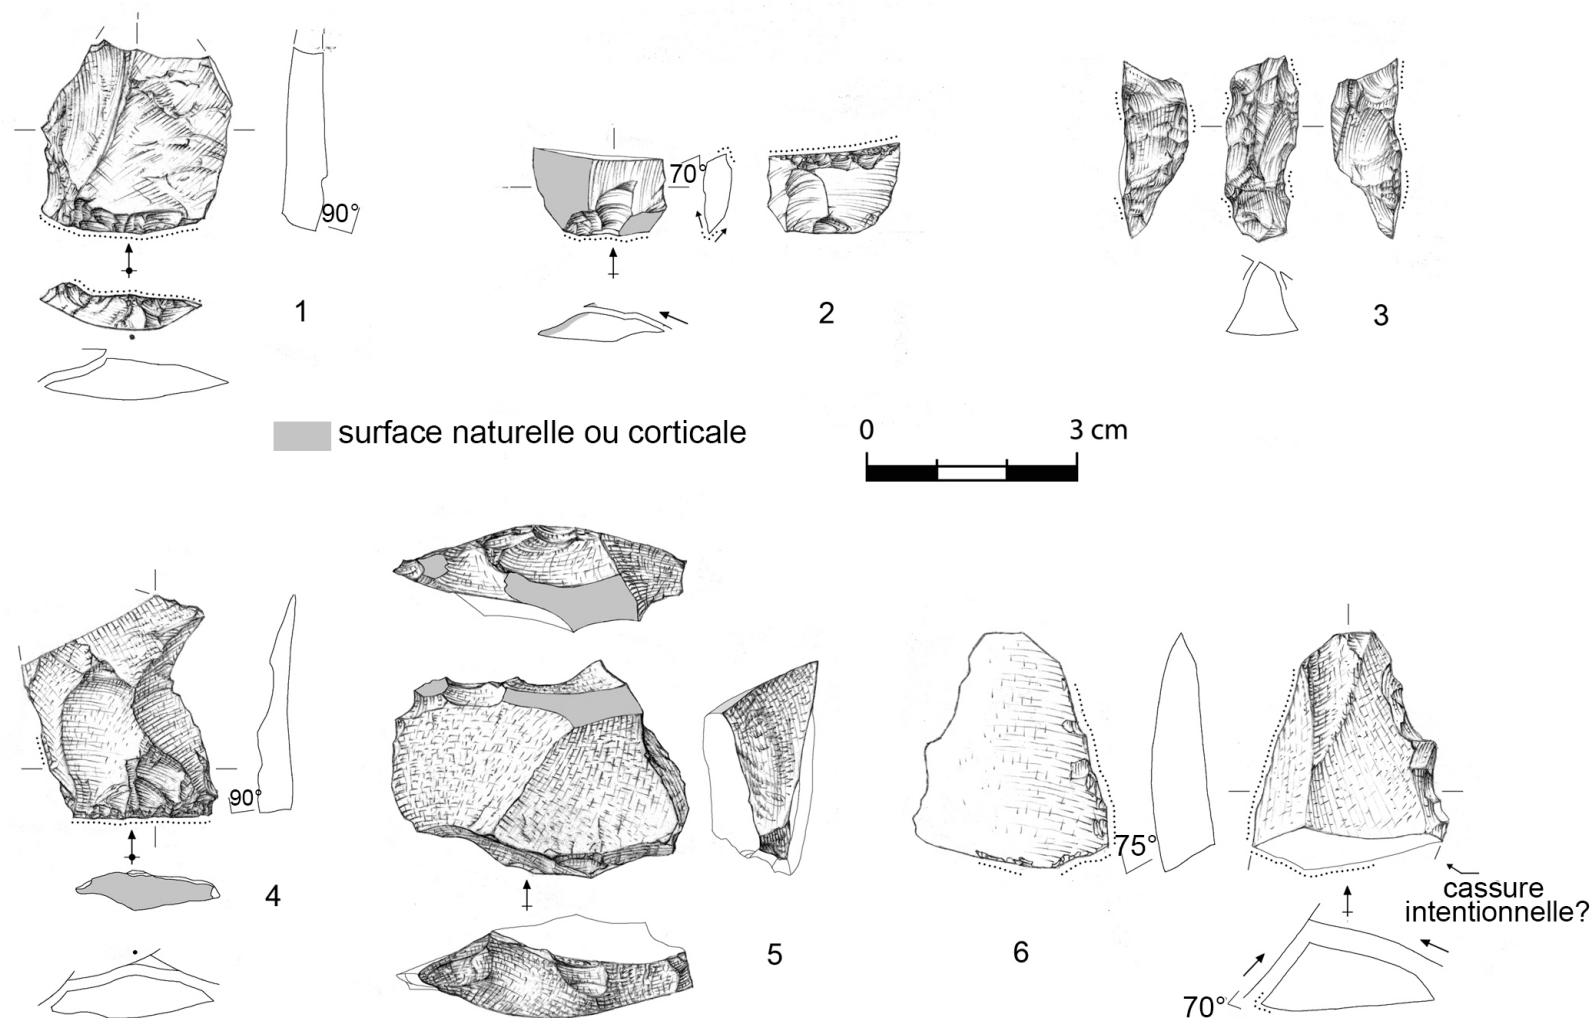 90°
1
70°
2
3
surface naturelle ou corticale
0 3 cm
90°
4
5
6
75°
cassure
intentionnelle?
70°